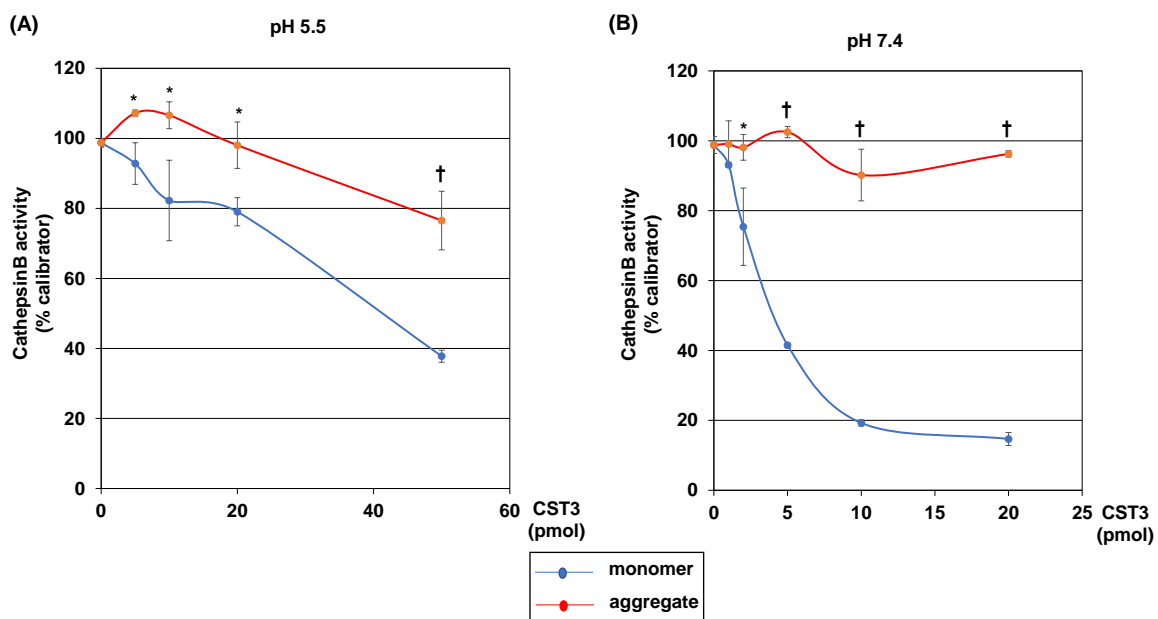 (A)
pH 5.5
120
100
80
60
40
20
0
CathepsinB activity
(% calibrator)
*
*
*
†
0
20
40
60
CST3
(pmol)
(B)
pH 7.4
120
100
80
60
40
20
0
CathepsinB activity
(% calibrator)
*
†
†
†
0
5
10
15
20
25
CST3
(pmol)
monomer
aggregate